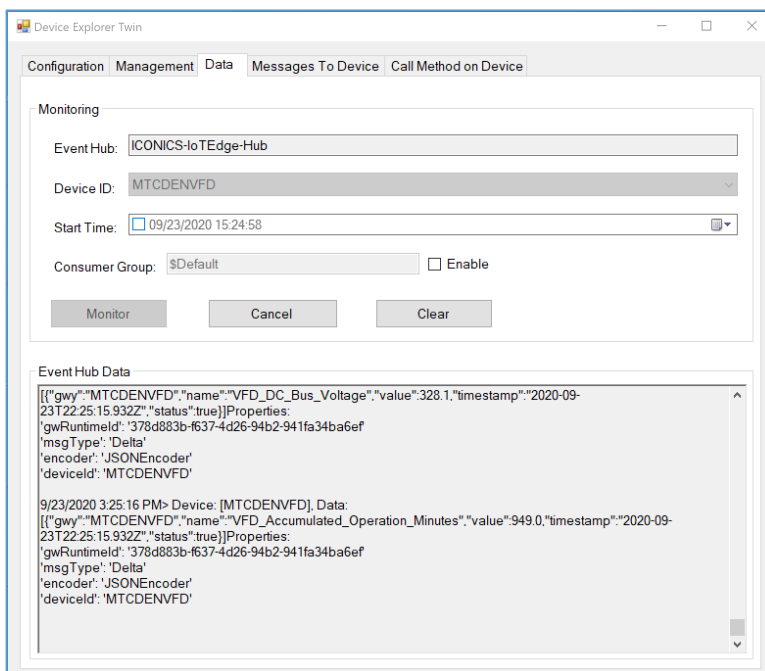 Device Explorer Twin
Configuration Management Data Messages To Device Call Method on Device
Monitoring
Event Hub: ICONICS-IoTEdge-Hub
Device ID: MTCDENVFD
Start Time: 09/23/2020 15:24:58
Consumer Group: $Default Enable
Monitor Cancel Clear
Event Hub Data
[{"gwy":"MTCDENVFD","name":"VFD_DC_Bus_Voltage","value":328.1,"timestamp":"2020-09-
23T22:25:15.932Z","status":true}]Properties:
'gwRuntimeId': '378d883b-f637-4d26-94b2-941fa34ba6ef'
'msgType': 'Delta'
'encoder': 'JSONEncoder'
'deviceId': 'MTCDENVFD'
9/23/2020 3:25:16 PM> Device: [MTCDENVFD], Data:
[{"gwy":"MTCDENVFD","name":"VFD_Accumulated_Operation_Minutes","value":949.0,"timestamp":"2020-09-
23T22:25:15.932Z","status":true}]Properties:
'gwRuntimeId': '378d883b-f637-4d26-94b2-941fa34ba6ef'
'msgType': 'Delta'
'encoder': 'JSONEncoder'
'deviceId': 'MTCDENVFD'